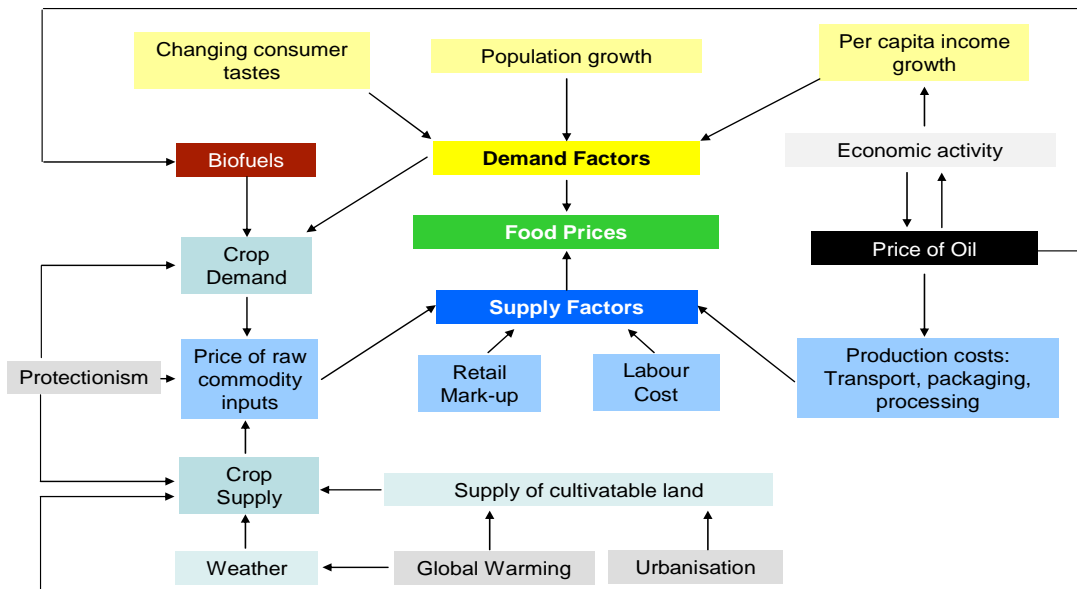 Changing consumer
tastes
Population growth
Per capita income
growth
Biofuels
Demand Factors
Economic activity
Food Prices
Crop
Demand
Price of Oil
Supply Factors
Protectionism
Price of raw
commodity
inputs
Retail
Mark-up
Labour
Cost
Production costs:
Transport, packaging,
processing
Crop
Supply
Supply of cultivatable land
Weather
Global Warming
Urbanisation